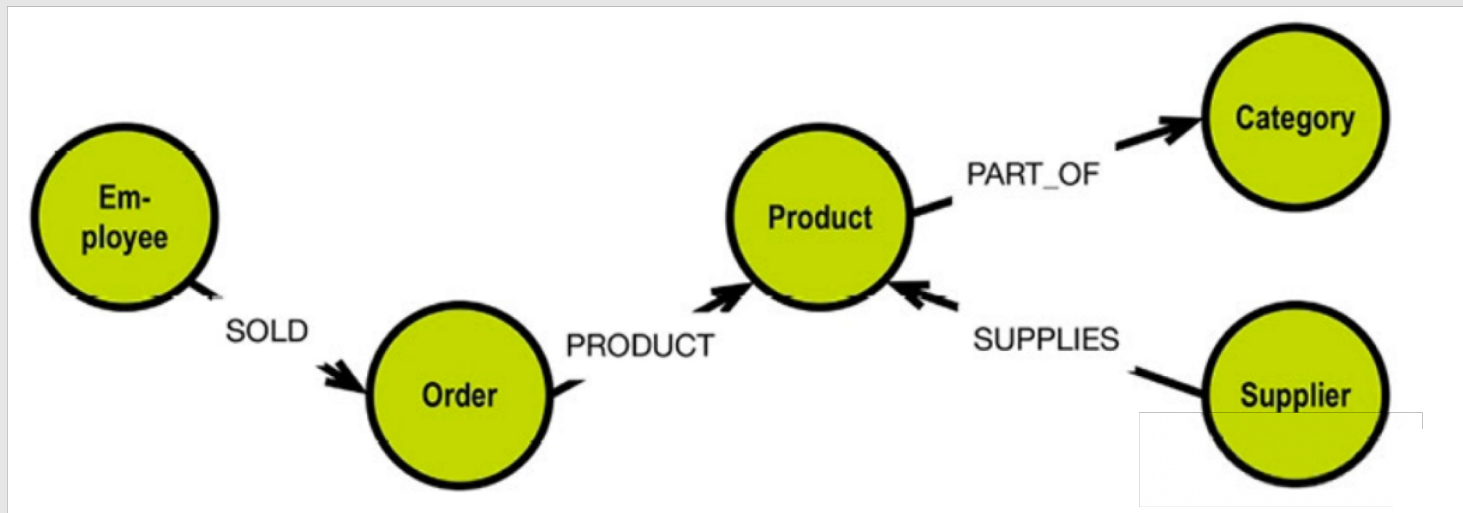 Category
PART_OF
Em-
ployee
Product
SOLD
PRODUCT
SUPPLIES
Order
Supplier